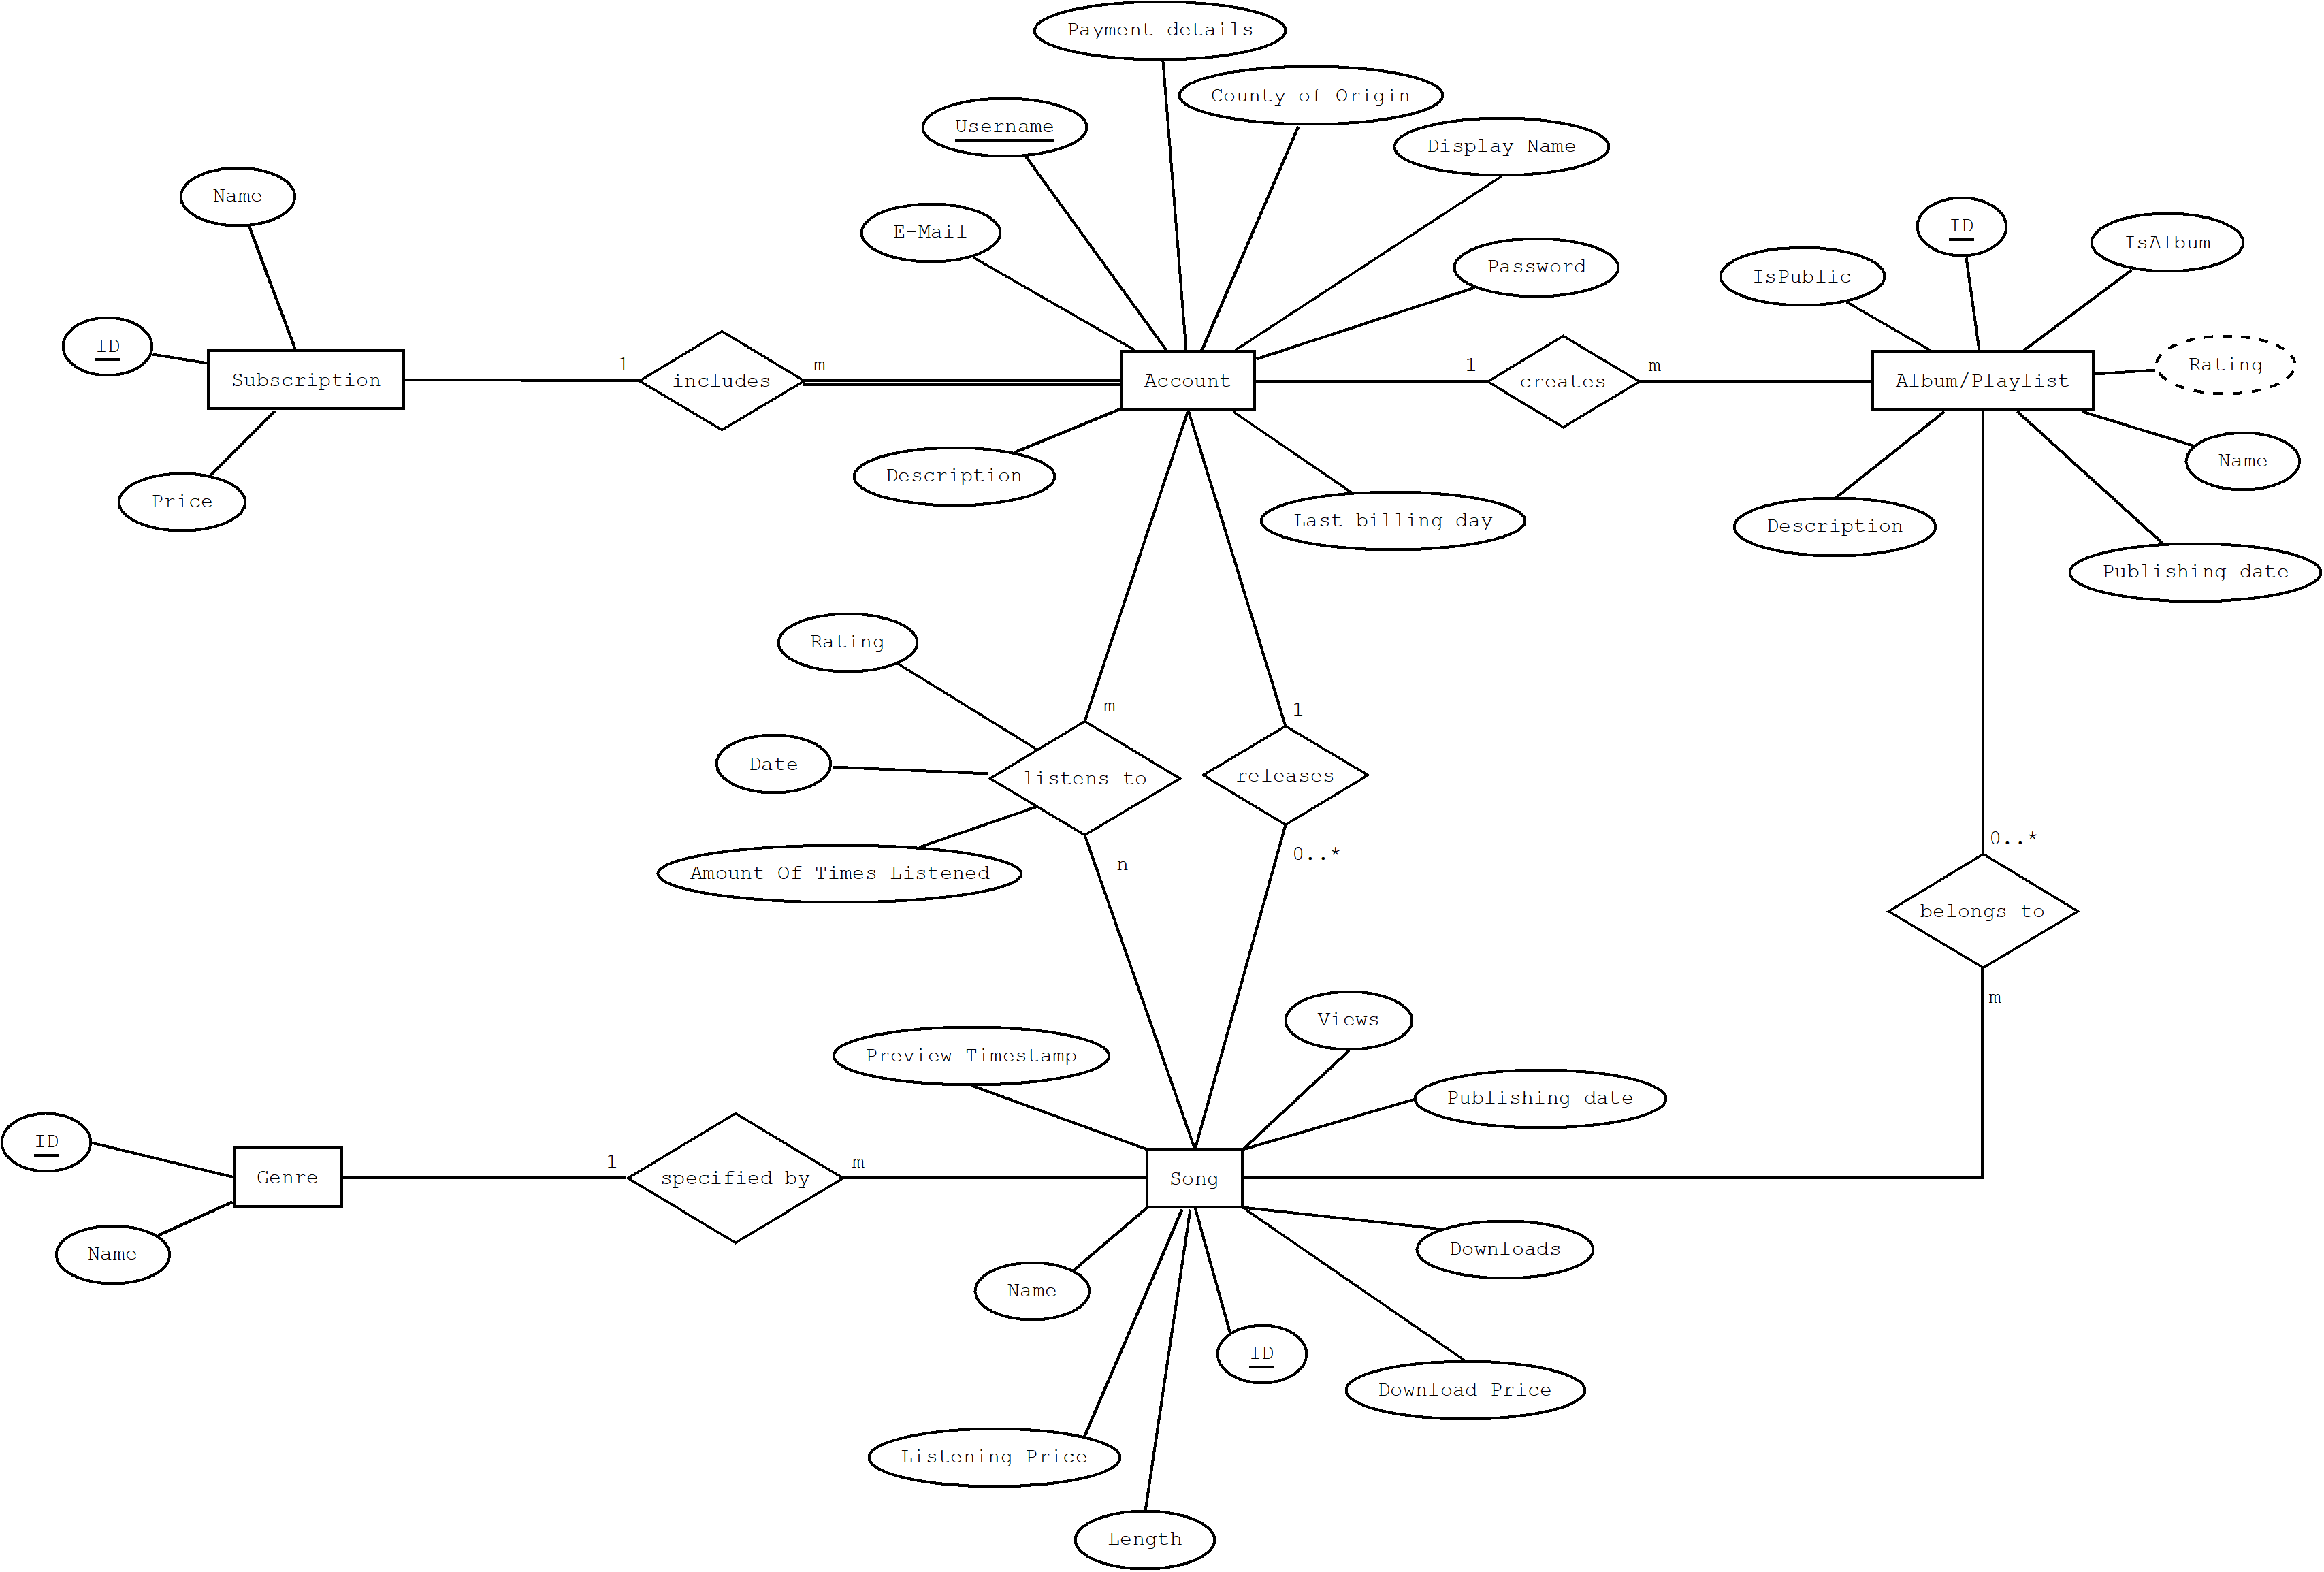 Payment details
County of Origin
Username
Display Name
Name
E-Mail
ID
IsAlbum
Password
IsPublic
ID
Rating
1
m
1
m
Subscription
includes
Account
creates
Album/Playlist
Name
Description
Price
Last billing day
Description
Publishing date
Rating
m
1
Date
listens to
releases
0..*
0..*
n
Amount Of Times Listened
belongs to
m
Views
Preview Timestamp
Publishing date
ID
1
m
Genre
specified by
Song
Name
Downloads
Name
ID
Download Price
Listening Price
Length